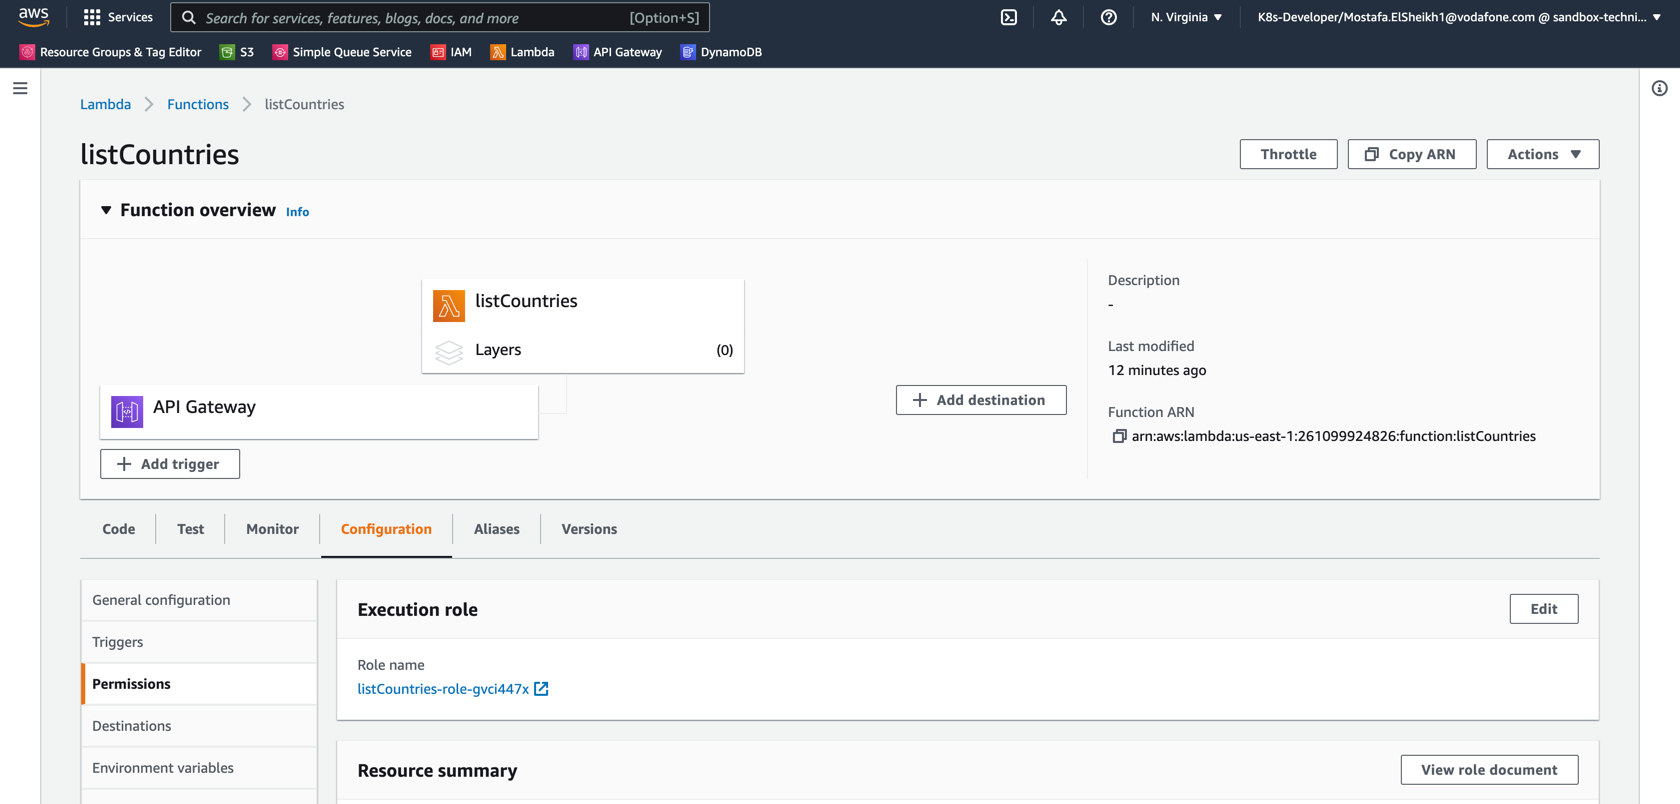 aws Services Search for services, features, blogs, docs, and more [Option+S] N. Virginia ▼ K8s-Developer/Mostafa.ElSheikh1@vodafone.com @ sandbox-techni... ▼
Resource Groups & Tag Editor S3 Simple Queue Service IAM Lambda API Gateway DynamoDB
Lambda > Functions > listCountries
listCountries
Throttle Copy ARN Actions ▼
▼ Function overview Info
listCountries
Layers (0)
API Gateway
+ Add trigger
+ Add destination
Description
-
Last modified
12 minutes ago
Function ARN
arn:aws:lambda:us-east-1:261099924826:function:listCountries
Code Test Monitor Configuration Aliases Versions
General configuration
Triggers
Permissions
Destinations
Environment variables
Execution role Edit
Role name
listCountries-role-gvci447x
Resource summary View role document